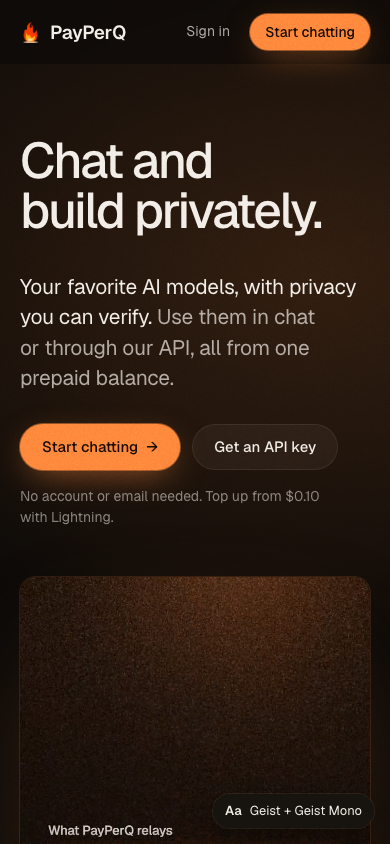 PayPerQ
Sign in
Start chatting
Chat and
build privately.
Your favorite AI models, with privacy
you can verify. Use them in chat
or through our API, all from one
prepaid balance.
Start chatting →
Get an API key
No account or email needed. Top up from $0.10
with Lightning.
Aa Geist + Geist Mono
What PayPerQ relays